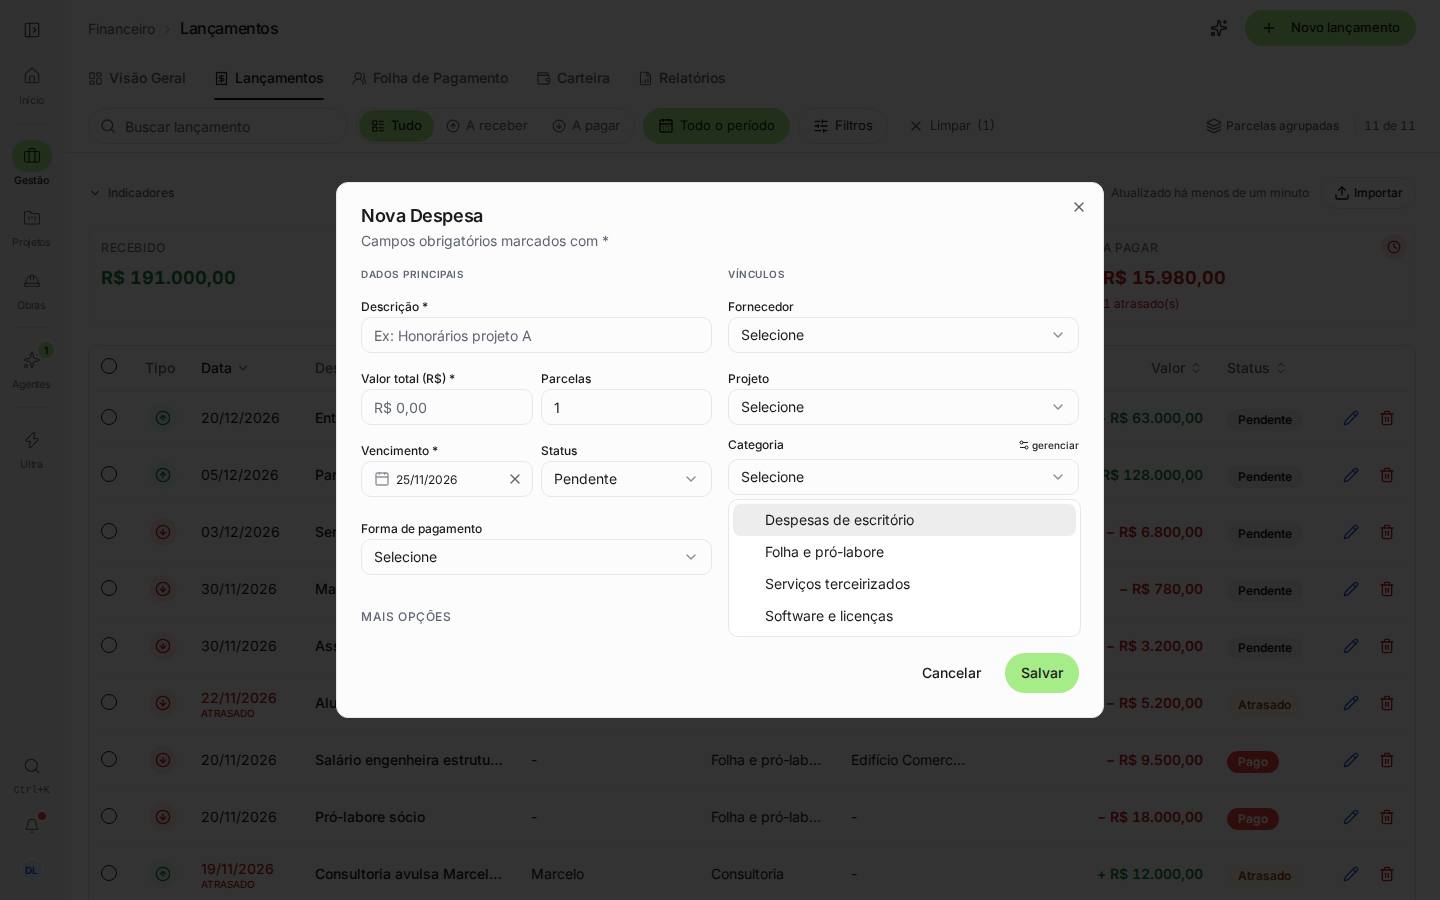 Financeiro
Lançamentos
Novo lançamento
Início
Gestão
Projetos
Obras
1
Agentes
Ultra
Ctrl+K
DL
Visão Geral
Lançamentos
Folha de Pagamento
Carteira
Relatórios
Buscar lançamento
Tudo
A receber
A pagar
Todo o período
Filtros
Limpar (1)
Parcelas agrupadas
11 de 11
Indicadores
Atualizado há menos de um minuto
Importar
RECEBIDO
R$ 191.000,00
A PAGAR
R$ 15.980,00
1 atrasado(s)
Nova Despesa
Campos obrigatórios marcados com *
DADOS PRINCIPAIS
Descrição *
Ex: Honorários projeto A
Valor total (R$) *
Parcelas
R$ 0,00
1
Vencimento *
Status
25/11/2026
Pendente
Forma de pagamento
Selecione
MAIS OPÇÕES
VÍNCULOS
Fornecedor
Selecione
Projeto
Selecione
Categoria
gerenciar
Selecione
Despesas de escritório
Folha e pró-labore
Serviços terceirizados
Software e licenças
Cancelar
Salvar
Tipo Data Valor Status
20/12/2026 R$ 63.000,00 Pendente
05/12/2026 R$ 128.000,00 Pendente
03/12/2026 – R$ 6.800,00 Pendente
30/11/2026 – R$ 780,00 Pendente
30/11/2026 – R$ 3.200,00 Pendente
22/11/2026 – R$ 5.200,00 Atrasado
ATRASADO
20/11/2026 Salário engenheira estrutu... - Folha e pró-lab... Edifício Comerc... – R$ 9.500,00 Pago
20/11/2026 Pró-labore sócio - Folha e pró-lab... - – R$ 18.000,00 Pago
19/11/2026 Consultoria avulsa Marcel... Marcelo Consultoria - + R$ 12.000,00 Atrasado
ATRASADO